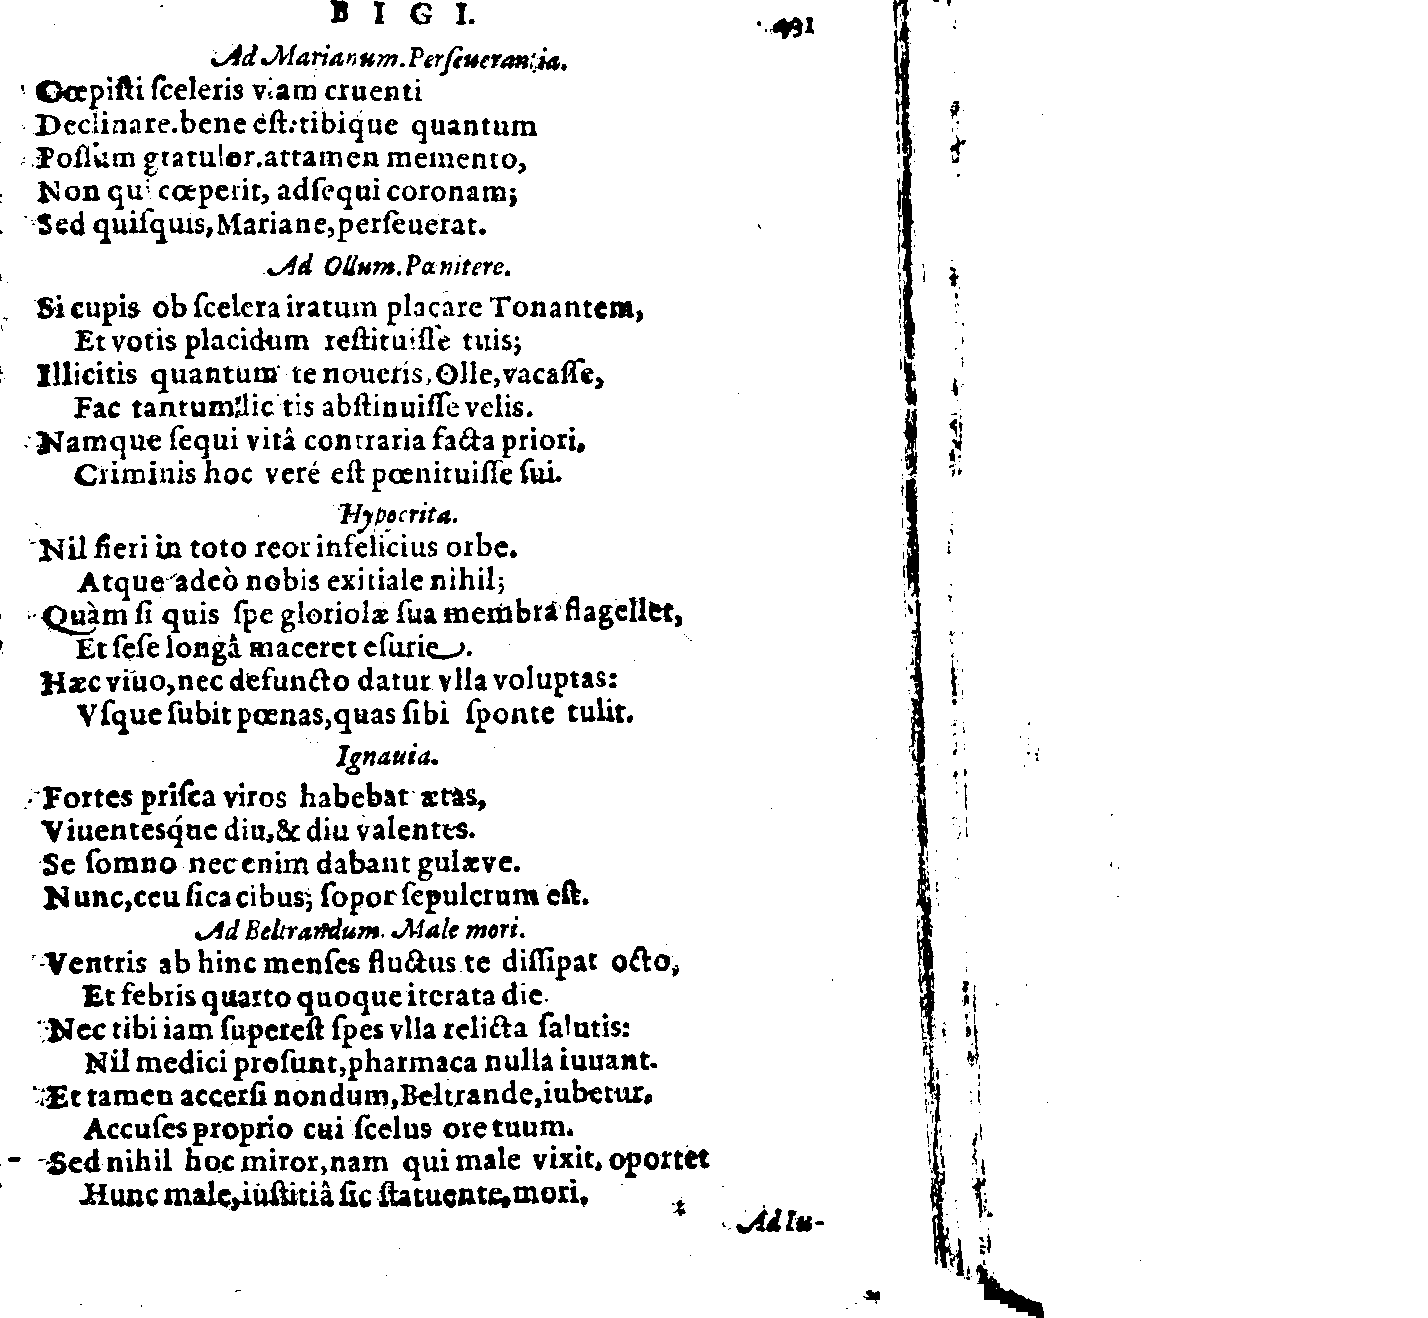 BIGI. 491
Ad Marianum. Perſeuerantia.
Cœpiſti ſceleris viam cruenti
Declinare. bene eſt: tibique quantum
Poſſum gratulor. attamen memento,
Non qui cœperit, adſequi coronam;
Sed quiſquis, Mariane, perſeuerat.
Ad Ollum. Pœnitere.
Si cupis ob ſcelera iratum placare Tonantem,
Et votis placidum reſtituiſſe tuis;
Illicitis quantum te noueris, Olle, vacaſſe,
Fac tantum licitis abſtinuiſſe velis.
Namque ſequi vitâ contraria facta priori,
Criminis hoc veré eſt pœnituiſſe ſui.
Hypocrita.
Nil fieri in toto reor infelicius orbe.
Atque adeò nobis exitiale nihil;
Quàm ſi quis ſpe gloriolæ ſua membra flagellet,
Et ſeſe longâ maceret eſurie.
Hæc viuo, nec defuncto datur vlla voluptas:
Vſque ſubit pœnas, quas ſibi ſponte tulit.
Ignauia.
Fortes priſca viros habebat ætas,
Viuentesq́ue diu, & diu valentes.
Se ſomno nec enim dabant gulæve.
Nunc, ceu ſica cibus; ſopor ſepulcrum eſt.
Ad Beltrandum. Male mori.
Ventris ab hinc menſes fluctus te diſſipat octo,
Et febris quarto quoque iterata die.
Nec tibi iam ſupereſt ſpes vlla relicta ſalutis:
Nil medici proſunt, pharmaca nulla iuuant.
Et tamen accerſi nondum, Beltrande, iubetur,
Accuſes proprio cui ſcelus ore tuum.
Sed nihil hoc miror, nam qui male vixit, oportet
Hunc male, iuſtitiâ ſic ſtatuente, mori.
Ad Iu-